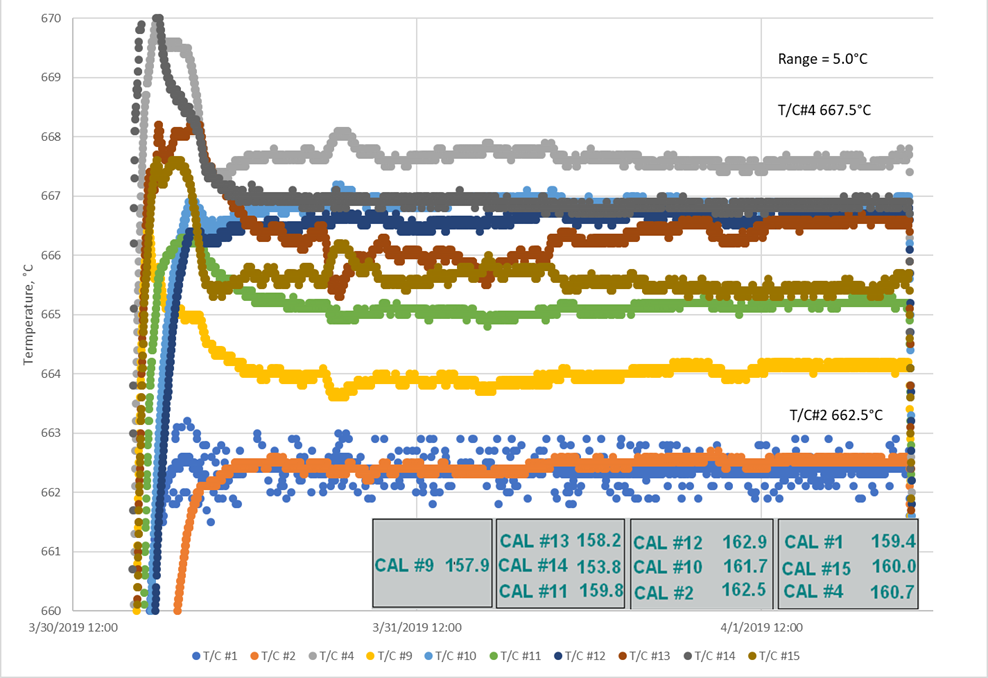 670
669
668
667
666
665
664
663
662
661
660
Termperature, °C
Range = 5.0°C
T/C#4 667.5°C
T/C#2 662.5°C
CAL #9 157.9
CAL #13 158.2
CAL #14 153.8
CAL #11 159.8
CAL #12 162.9
CAL #10 161.7
CAL #2 162.5
CAL #1 159.4
CAL #15 160.0
CAL #4 160.7
3/30/2019 12:00 3/31/2019 12:00 4/1/2019 12:00
T/C #1 T/C #2 T/C #4 T/C #9 T/C #10 T/C #11 T/C #12 T/C #13 T/C #14 T/C #15